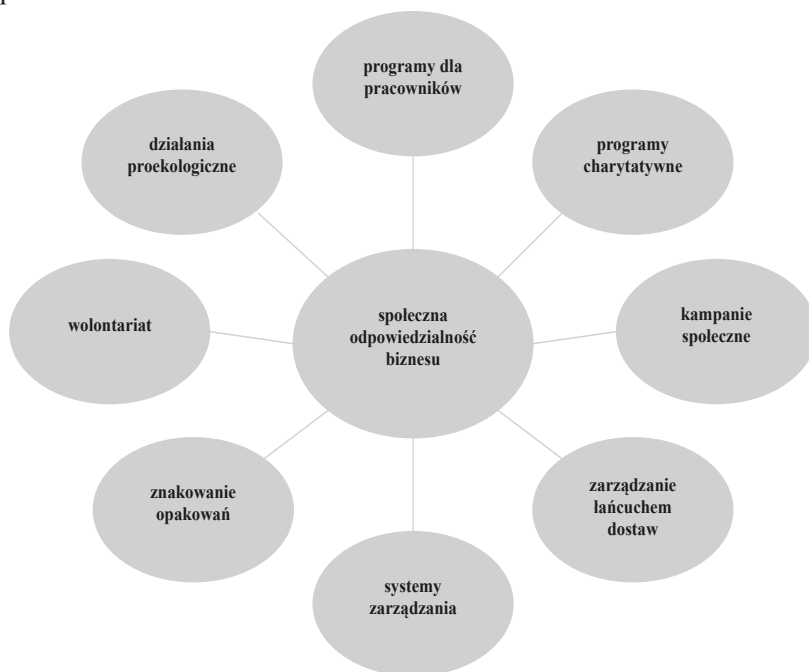 programy dla
pracowników
działania
proekologiczne
programy
charytatywne
wolontariat
społeczna
odpowiedzialność
biznesu
kampanie
społeczne
znakowanie
opakowań
zarządzanie
łańcuchem
dostaw
systemy
zarządzania